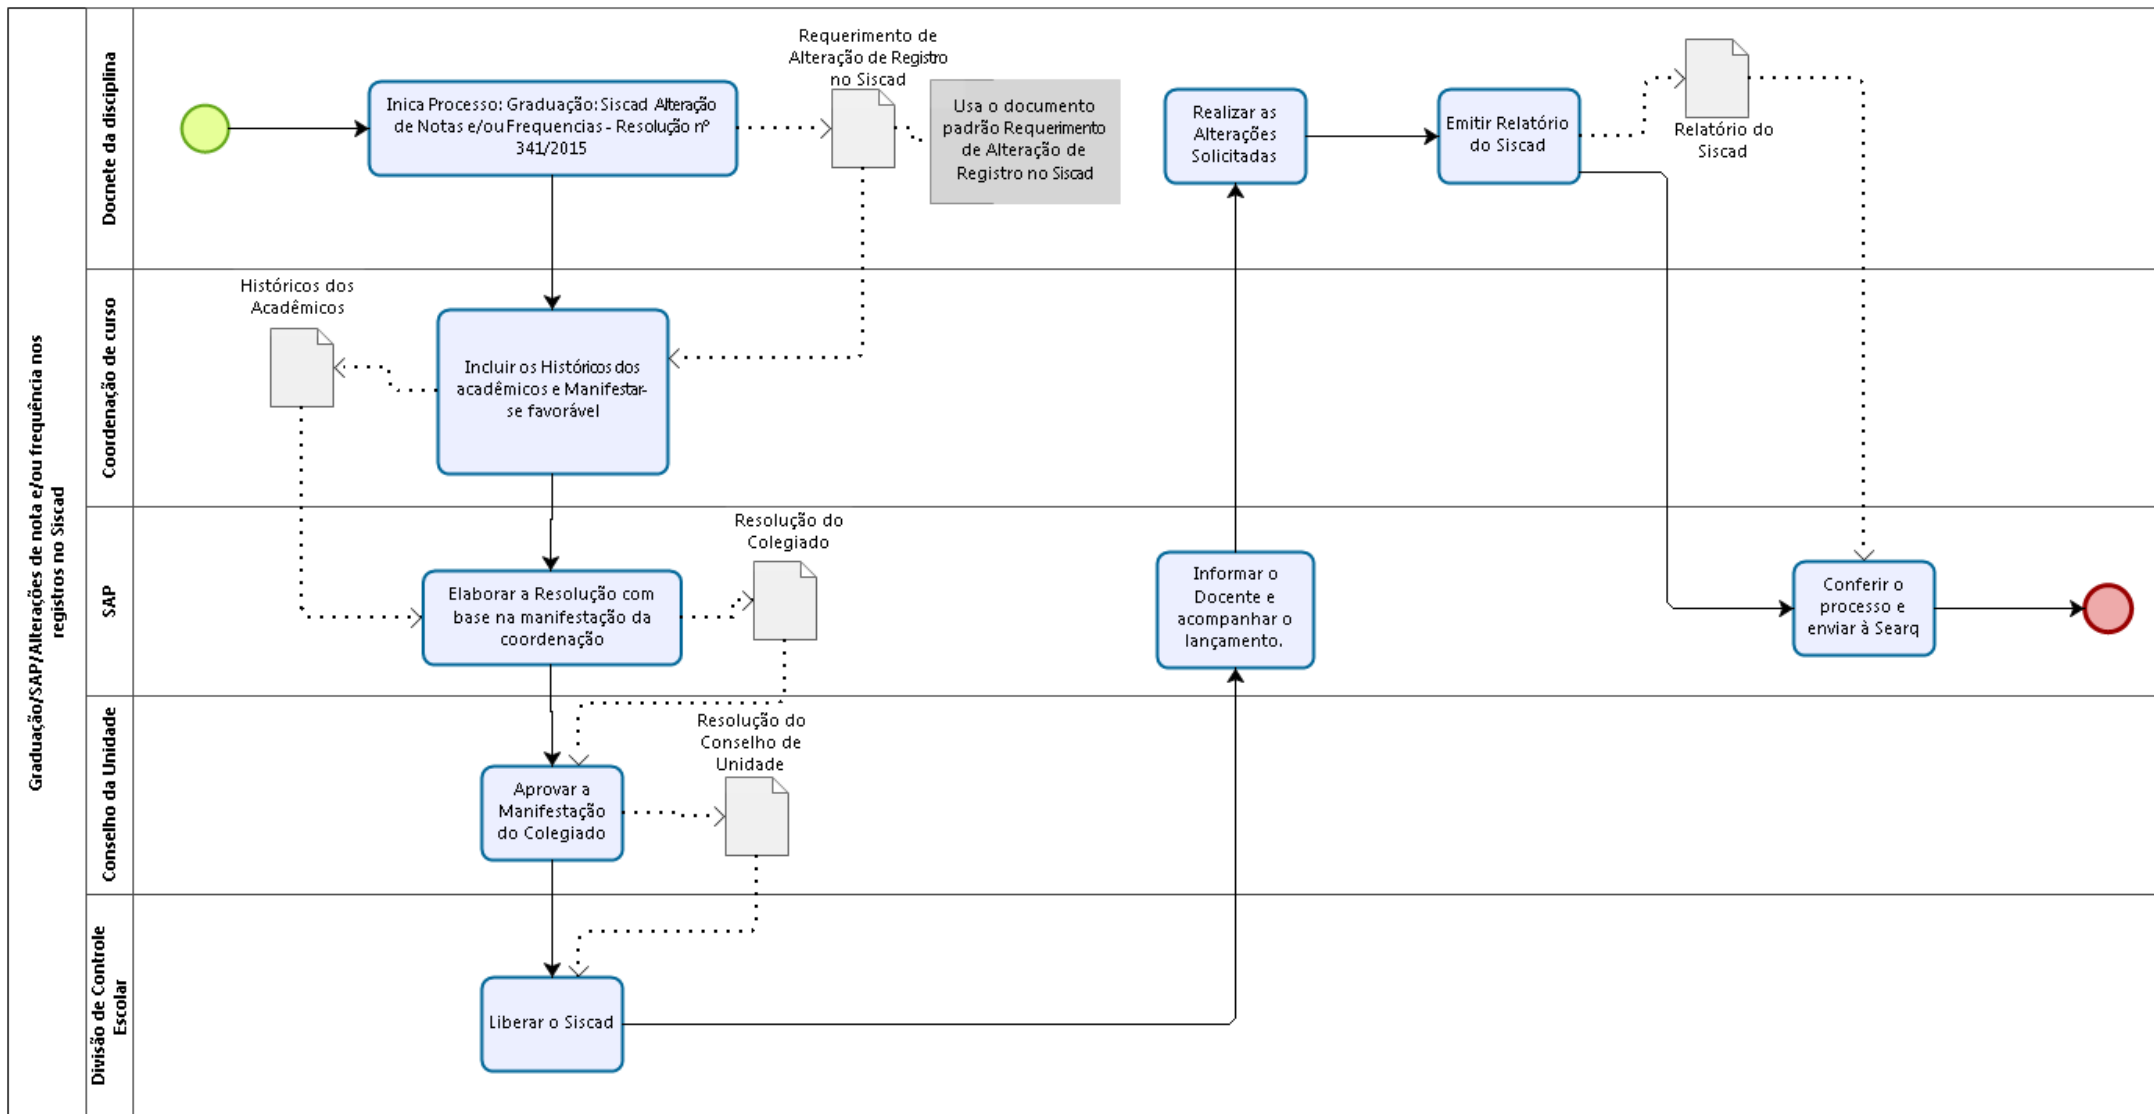 Graduação/SAP/Alterações de nota e/ou frequência nos
registros no Siscad
Docnete da disciplina
Inica Processo: Graduação: Siscad Alteração
de Notas e/ou Frequencias - Resolução nº
341/2015
Requerimento de
Alteração de Registro
no Siscad
Usa o documento
padrão Requerimento
de Alteração de
Registro no Siscad
Realizar as
Alterações
Solicitadas
Emitir Relatório
do Siscad
Relatório do
Siscad
Coordenação de curso
Históricos dos
Acadêmicos
Incluir os Históricos dos
acadêmicos e Manifestar-
se favorável
SAP
Elaborar a Resolução com
base na manifestação da
coordenação
Resolução do
Colegiado
Informar o
Docente e
acompanhar o
lançamento.
Conferir o
processo e
enviar à Searq
Conselho da Unidade
Aprovar a
Manifestação
do Colegiado
Resolução do
Conselho de
Unidade
Divisão de Controle
Escolar
Liberar o Siscad